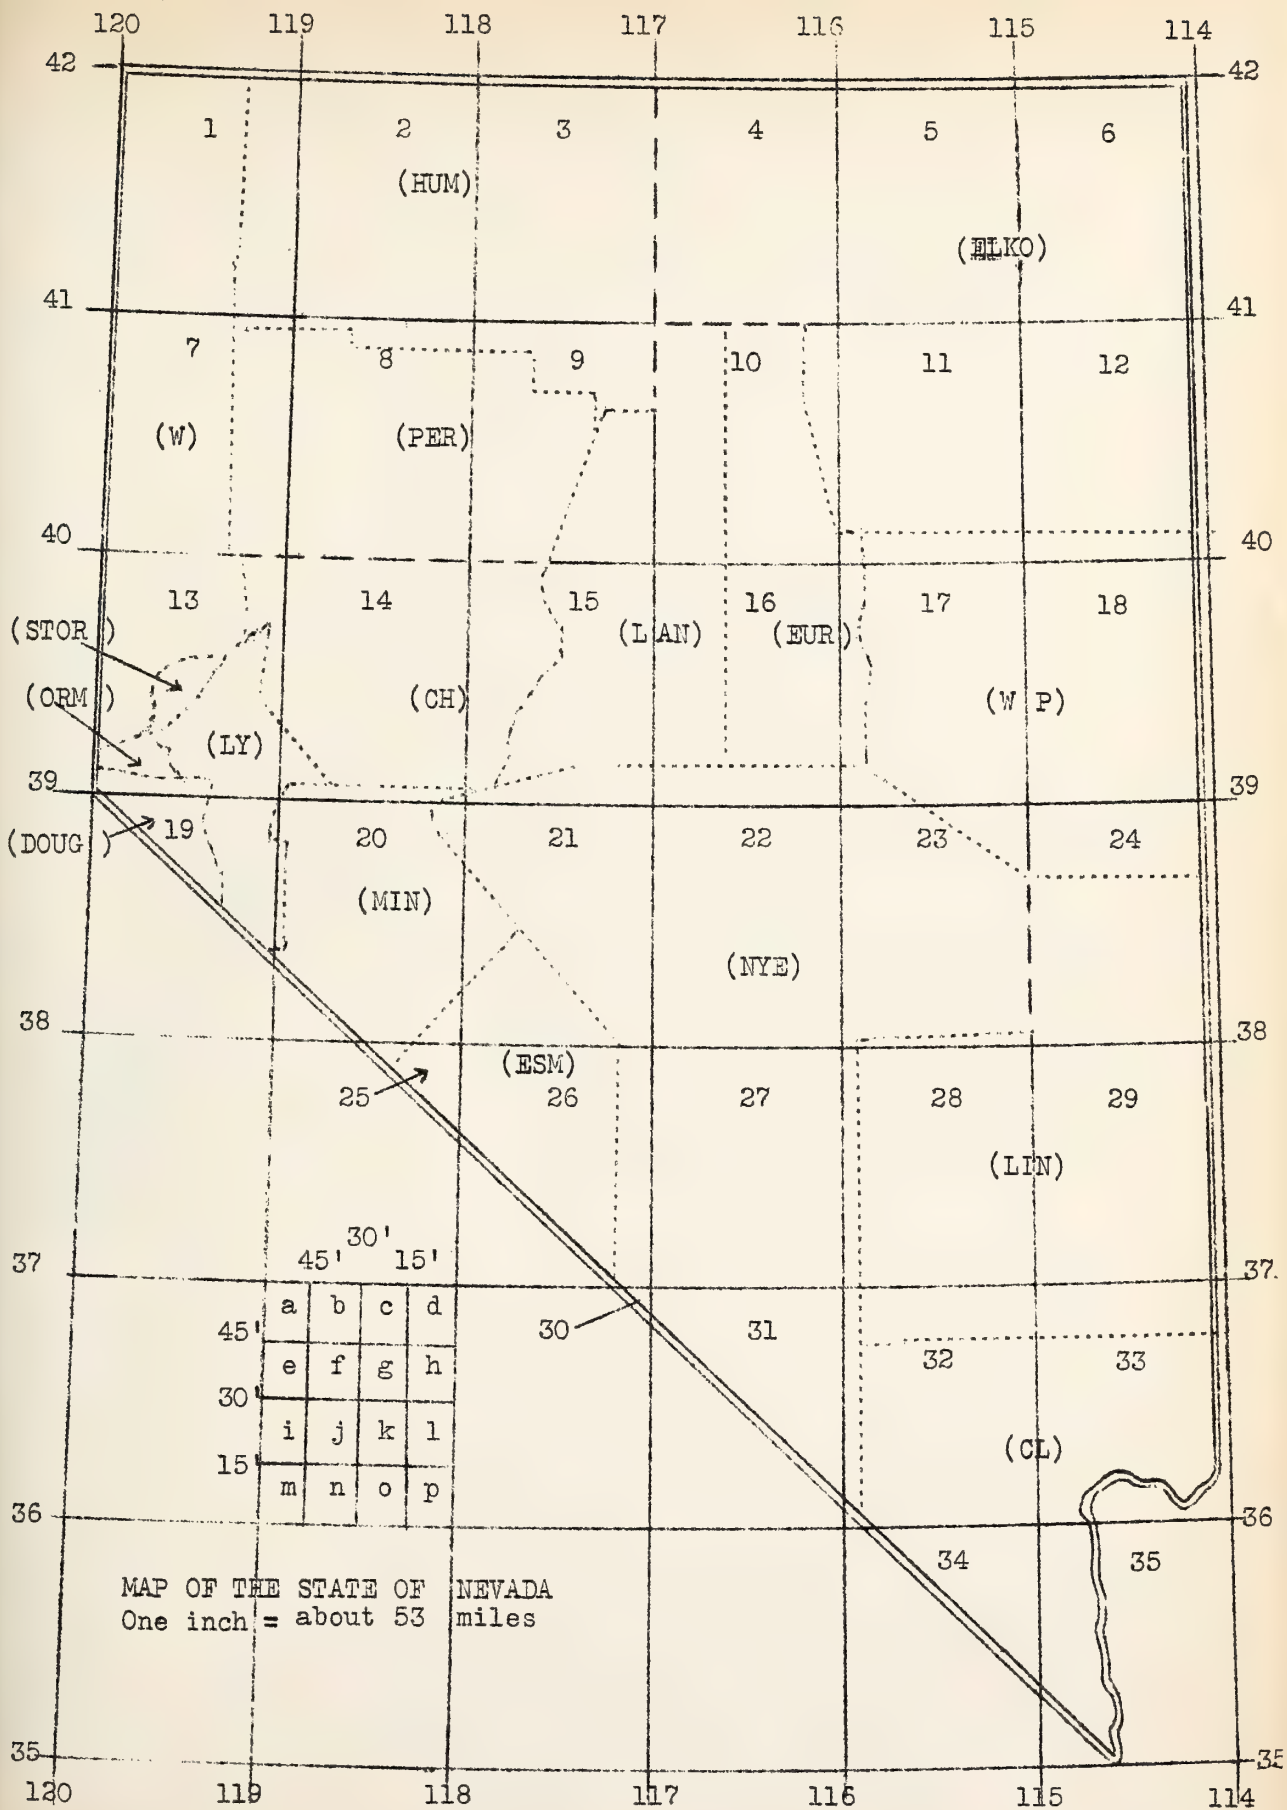 120 119 118 117 116 115 114
42 42
1 2 3 4 5 6
(HUM)
(ELKO)
41 41
7 8 9 10 11 12
(W) (PER)
40 40
13 14 15 16 17 18
(STOR ) (LAN) (EUR)
(ORM ) (CH) (W P)
(LY)
39 39
(DOUG ) 19 20 21 22 23 24
(MIN)
(NYE)
38 38
(ESM)
25 26 27 28 29
(LIN)
30'
45' 15'
37 37.
a b c d
45' 30 31
e f g h 32 33
30'
i j k l (CL)
15'
m n o p
36 36
34 35
MAP OF THE STATE OF NEVADA
One inch = about 53 miles
35 35
120 119 118 117 116 115 114